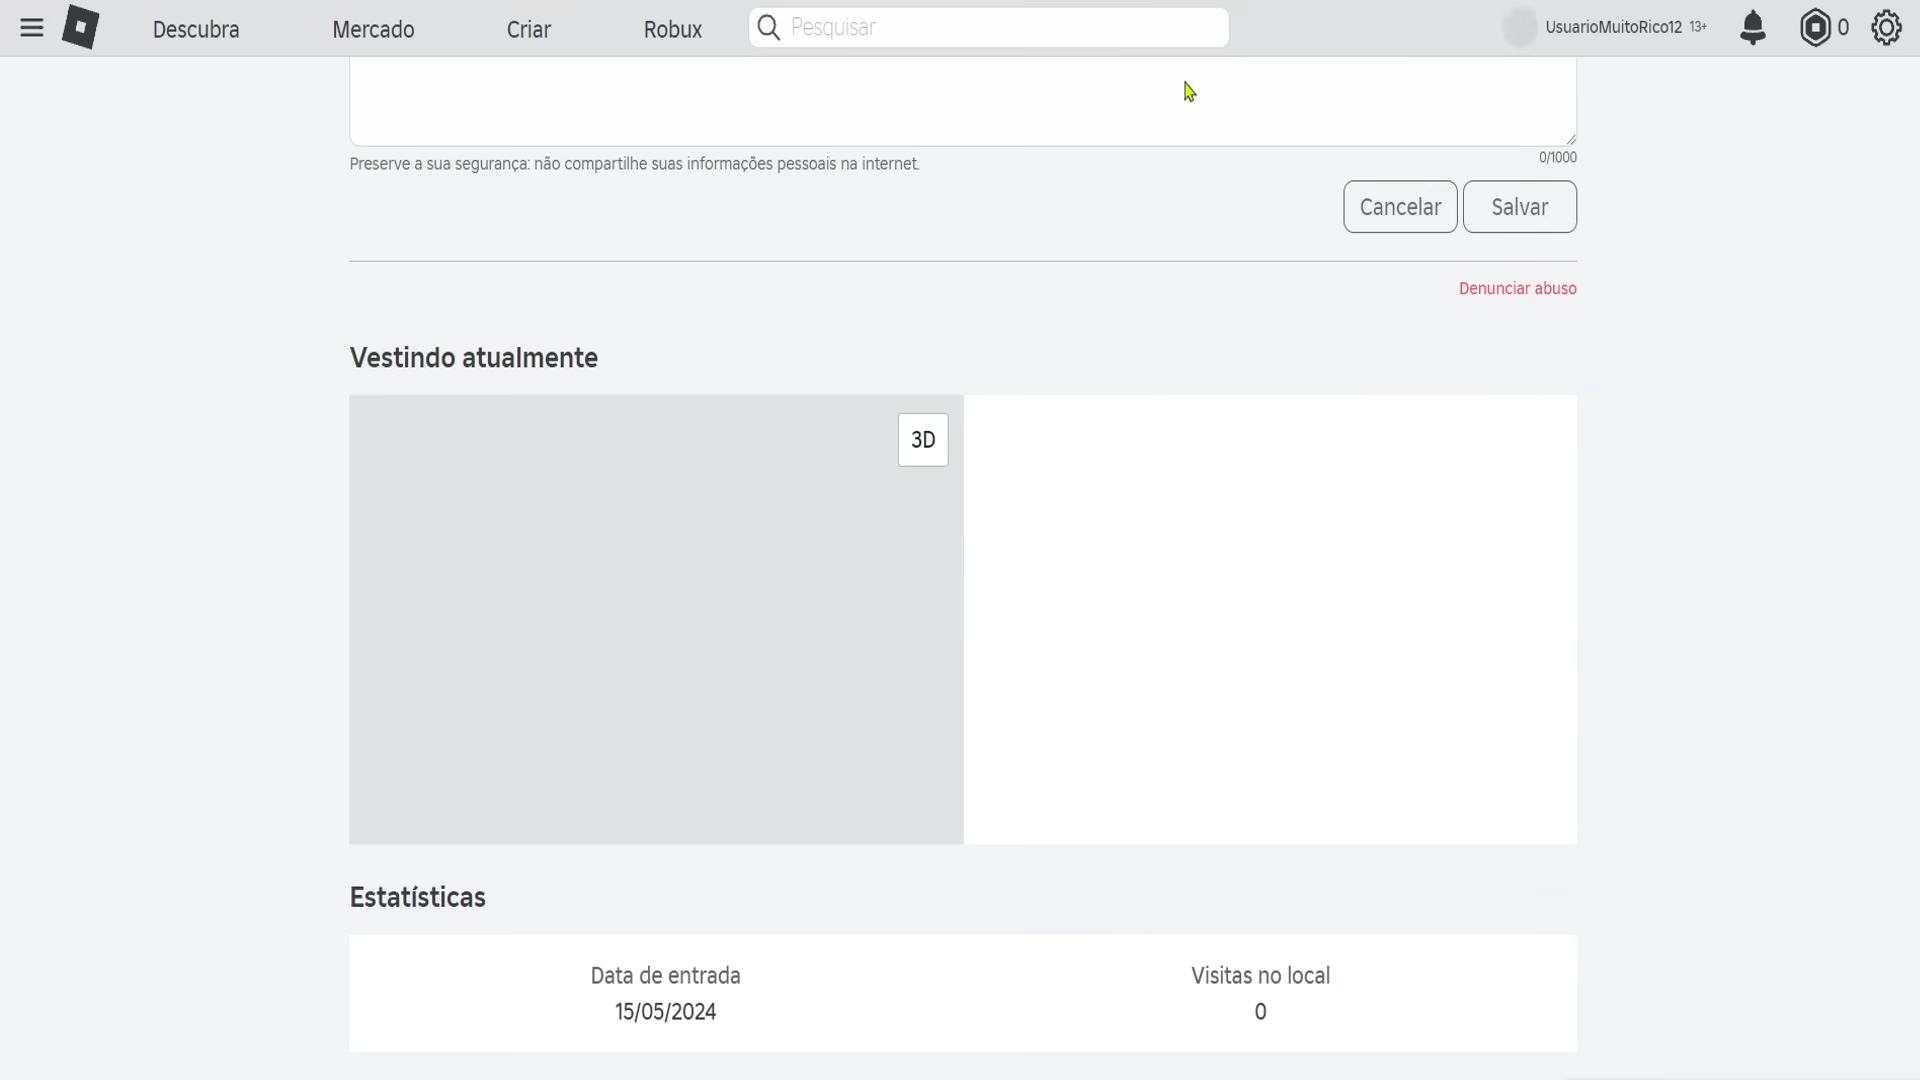 Descubra Mercado Criar Robux Pesquisar UsuarioMuitoRico12 13+ 0
Preserve a sua segurança: não compartilhe suas informações pessoais na internet. 0/1000
Cancelar Salvar
Denunciar abuso
Vestindo atualmente
3D
Estatísticas
Data de entrada Visitas no local
15/05/2024 0